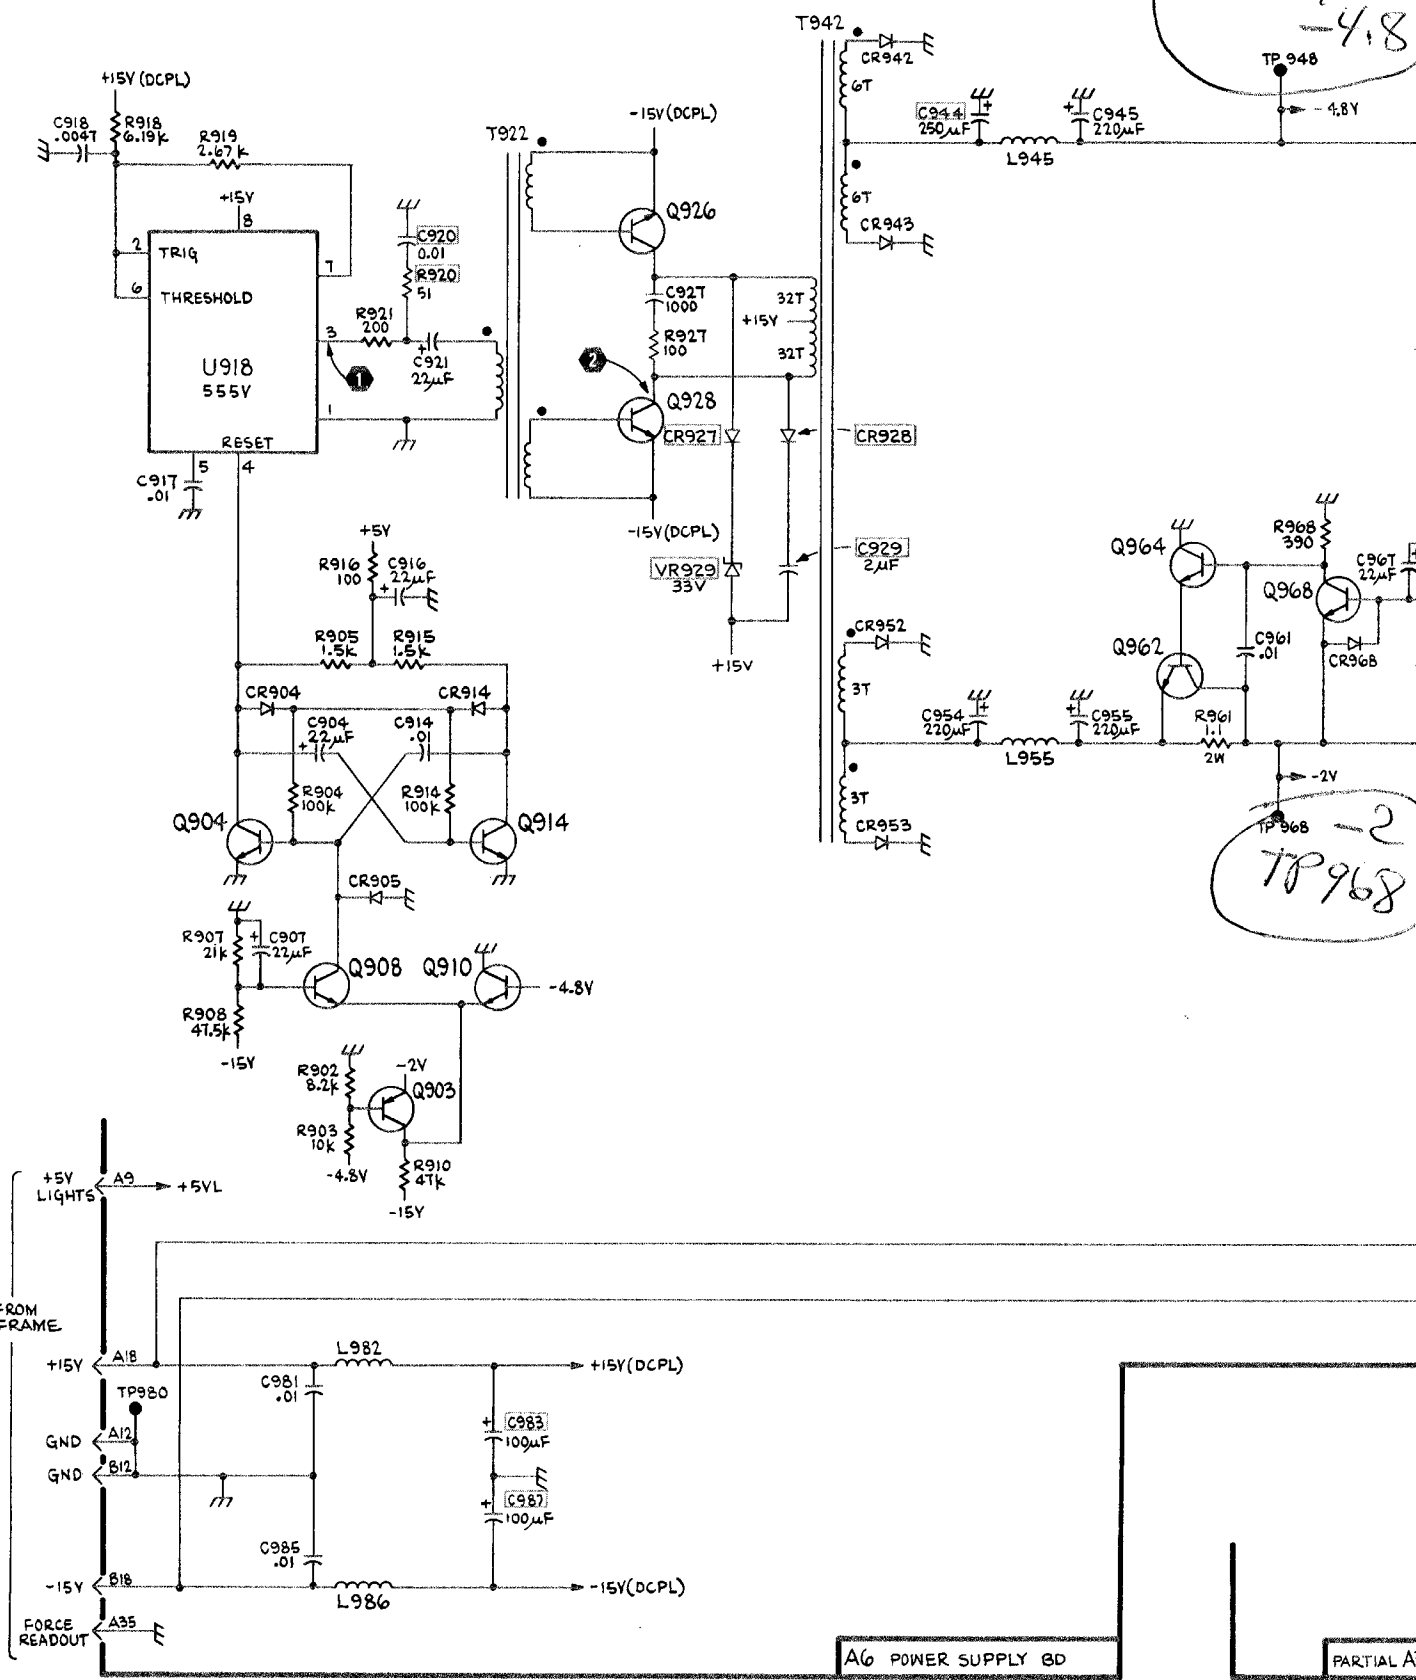 -4.8
T942
TP 948
-4.8V
CR942
6T
+15V (DCPL)
C918
.0047
R918
6.19k
R919
2.67k
T922
-15V (DCPL)
C944
250µF
C945
220µF
L945
6T
CR943
+15V
8
Q926
2
TRIG
7
6
THRESHOLD
C920
0.01
R920
51
R921
200
3
C921
22µF
U918
555V
1
1
C927
1000
R927
100
2
32T
+15V
32T
Q928
CR927
CR928
RESET
5
4
C917
.01
-15V (DCPL)
VR929
33V
C929
2µF
+15V
+5V
R916
100
C916
22µF
R905
1.5k
R915
1.5k
CR904
CR914
C904
22µF
C914
.01
R904
100k
R914
100k
Q904
Q914
CR905
R907
21k
C907
22µF
Q908
Q910
-4.8V
R908
47.5k
-15V
R902
8.2k
-2V
Q903
R903
10k
-4.8V
R910
47k
-15V
CR952
3T
C954
220µF
C955
220µF
L955
3T
CR953
Q964
R968
390
C967
22µF
Q968
Q962
C961
.01
CR968
R961
1.1
2W
-2V
TP 968
-2
TP968
+5V
LIGHTS
A9
+5VL
+15V
A18
L982
+15V (DCPL)
C981
.01
TP980
GND
A12
GND
B12
C983
100µF
C987
100µF
C985
.01
-15V
B18
L986
-15V (DCPL)
FORCE
READOUT
A35
A6 POWER SUPPLY BD
PARTIAL